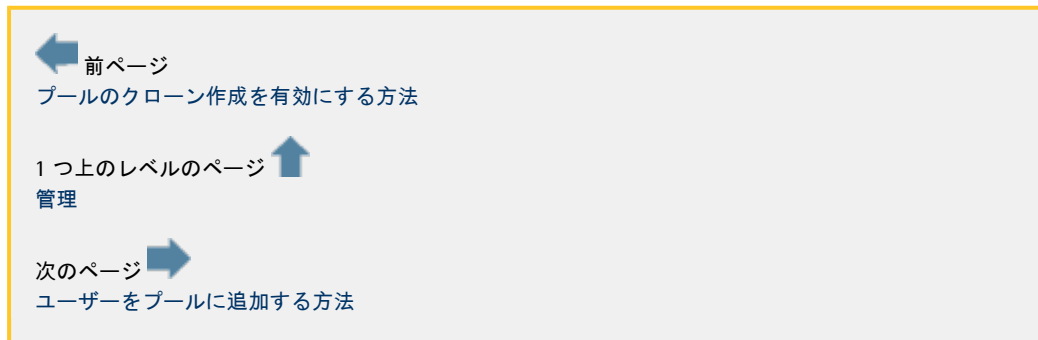 前ページ
プールのクローン作成を有効にする方法
1 つ上のレベルのページ
管理
次のページ
ユーザーをプールに追加する方法